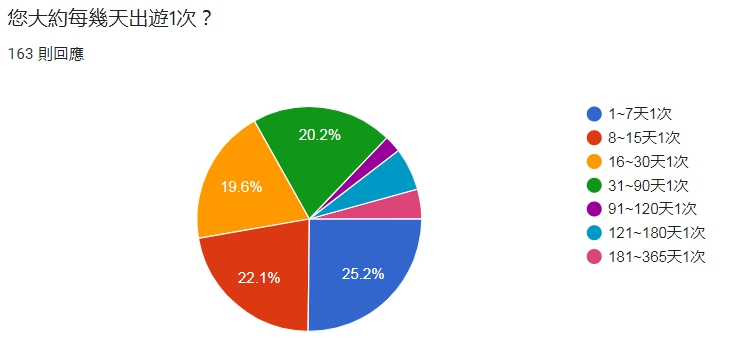 您大約每幾天出遊1次？
163 則回應
20.2%
19.6%
22.1%
25.2%
1~7天1次
8~15天1次
16~30天1次
31~90天1次
91~120天1次
121~180天1次
181~365天1次